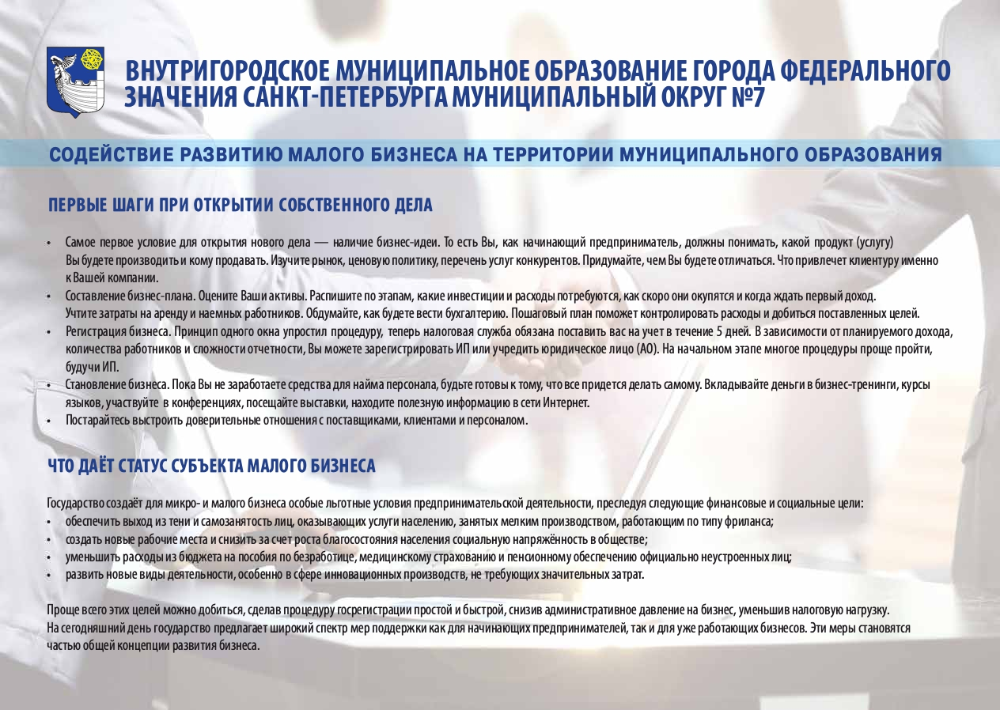 ВНУТРИГОРОДСКОЕ МУНИЦИПАЛЬНОЕ ОБРАЗОВАНИЕ ГОРОДА ФЕДЕРАЛЬНОГО
ЗНАЧЕНИЯ САНКТ-ПЕТЕРБУРГА МУНИЦИПАЛЬНЫЙ ОКРУГ №7
СОДЕЙСТВИЕ РАЗВИТИЮ МАЛОГО БИЗНЕСА НА ТЕРРИТОРИИ МУНИЦИПАЛЬНОГО ОБРАЗОВАНИЯ
ПЕРВЫЕ ШАГИ ПРИ ОТКРЫТИИ СОБСТВЕННОГО ДЕЛА
• Самое первое условие для открытия нового дела — наличие бизнес-идеи. То есть Вы, как начинающий предприниматель, должны понимать, какой продукт (услугу)
Вы будете производить и кому продавать. Изучите рынок, ценовую политику, перечень услуг конкурентов. Придумайте, чем Вы будете отличаться. Что привлечет клиентуру именно
к Вашей компании.
• Составление бизнес-плана. Оцените Ваши активы. Распишите по этапам, какие инвестиции и расходы потребуются, как скоро они окупятся и когда ждать первый доход.
Учтите затраты на аренду и наемных работников. Обдумайте, как будете вести бухгалтерию. Пошаговый план поможет контролировать расходы и добиться поставленных целей.
• Регистрация бизнеса. Принцип одного окна упростил процедуру, теперь налоговая служба обязана поставить вас на учет в течение 5 дней. В зависимости от планируемого дохода,
количества работников и сложности отчетности, Вы можете зарегистрировать ИП или учредить юридическое лицо (АО). На начальном этапе многое процедуры проще пройти,
будучи ИП.
• Становление бизнеса. Пока Вы не заработаете средства для найма персонала, будьте готовы к тому, что все придется делать самому. Вкладывайте деньги в бизнес-тренинги, курсы
языков, участвуйте в конференциях, посещайте выставки, находите полезную информацию в сети Интернет.
• Постарайтесь выстроить доверительные отношения с поставщиками, клиентами и персоналом.
ЧТО ДАЁТ СТАТУС СУБЪЕКТА МАЛОГО БИЗНЕСА
Государство создаёт для микро- и малого бизнеса особые льготные условия предпринимательской деятельности, преследуя следующие финансовые и социальные цели:
• обеспечить выход из тени и самозанятость лиц, оказывающих услуги населению, занятых мелким производством, работающим по типу фриланса;
• создать новые рабочие места и снизить за счет роста благосостояния населения социальную напряжённость в обществе;
• уменьшить расходы из бюджета на пособия по безработице, медицинскому страхованию и пенсионному обеспечению официально неустроенных лиц;
• развить новые виды деятельности, особенно в сфере инновационных производств, не требующих значительных затрат.
Проще всего этих целей можно добиться, сделав процедуру госрегистрации простой и быстрой, снизив административное давление на бизнес, уменьшив налоговую нагрузку.
На сегодняшний день государство предлагает широкий спектр мер поддержки как для начинающих предпринимателей, так и для уже работающих бизнесов. Эти меры становятся
частью общей концепции развития бизнеса.